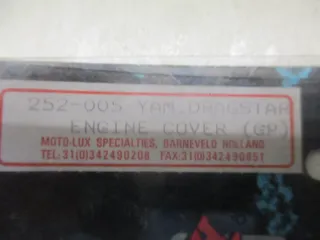 252-005 YAM.DRAGSTAR
ENGINE COVER (GP)
MOTO-LUX SPECIALTIES, BARNEVELD HOLLAND
TEL:31(0)342490208 FAX:31(0)342490851